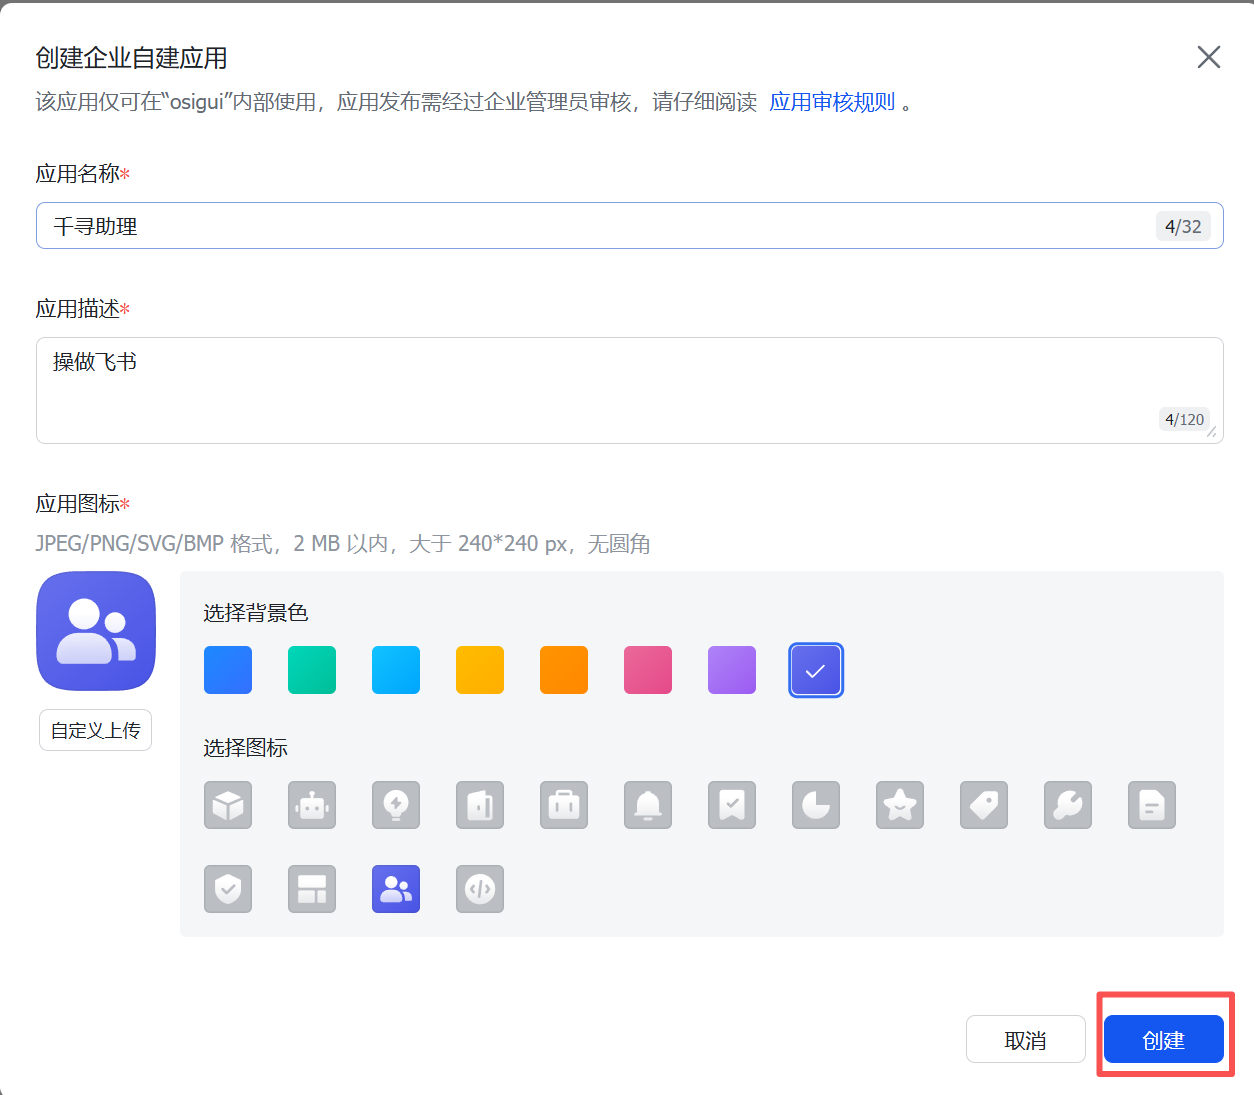 创建企业自建应用
该应用仅可在“osigui”内部使用，应用发布需经过企业管理员审核，请仔细阅读 应用审核规则 。
应用名称*
千寻助理
4/32
应用描述*
操做飞书
4/120
应用图标*
JPEG/PNG/SVG/BMP 格式，2 MB 以内，大于 240*240 px，无圆角
选择背景色
自定义上传
选择图标
取消
创建